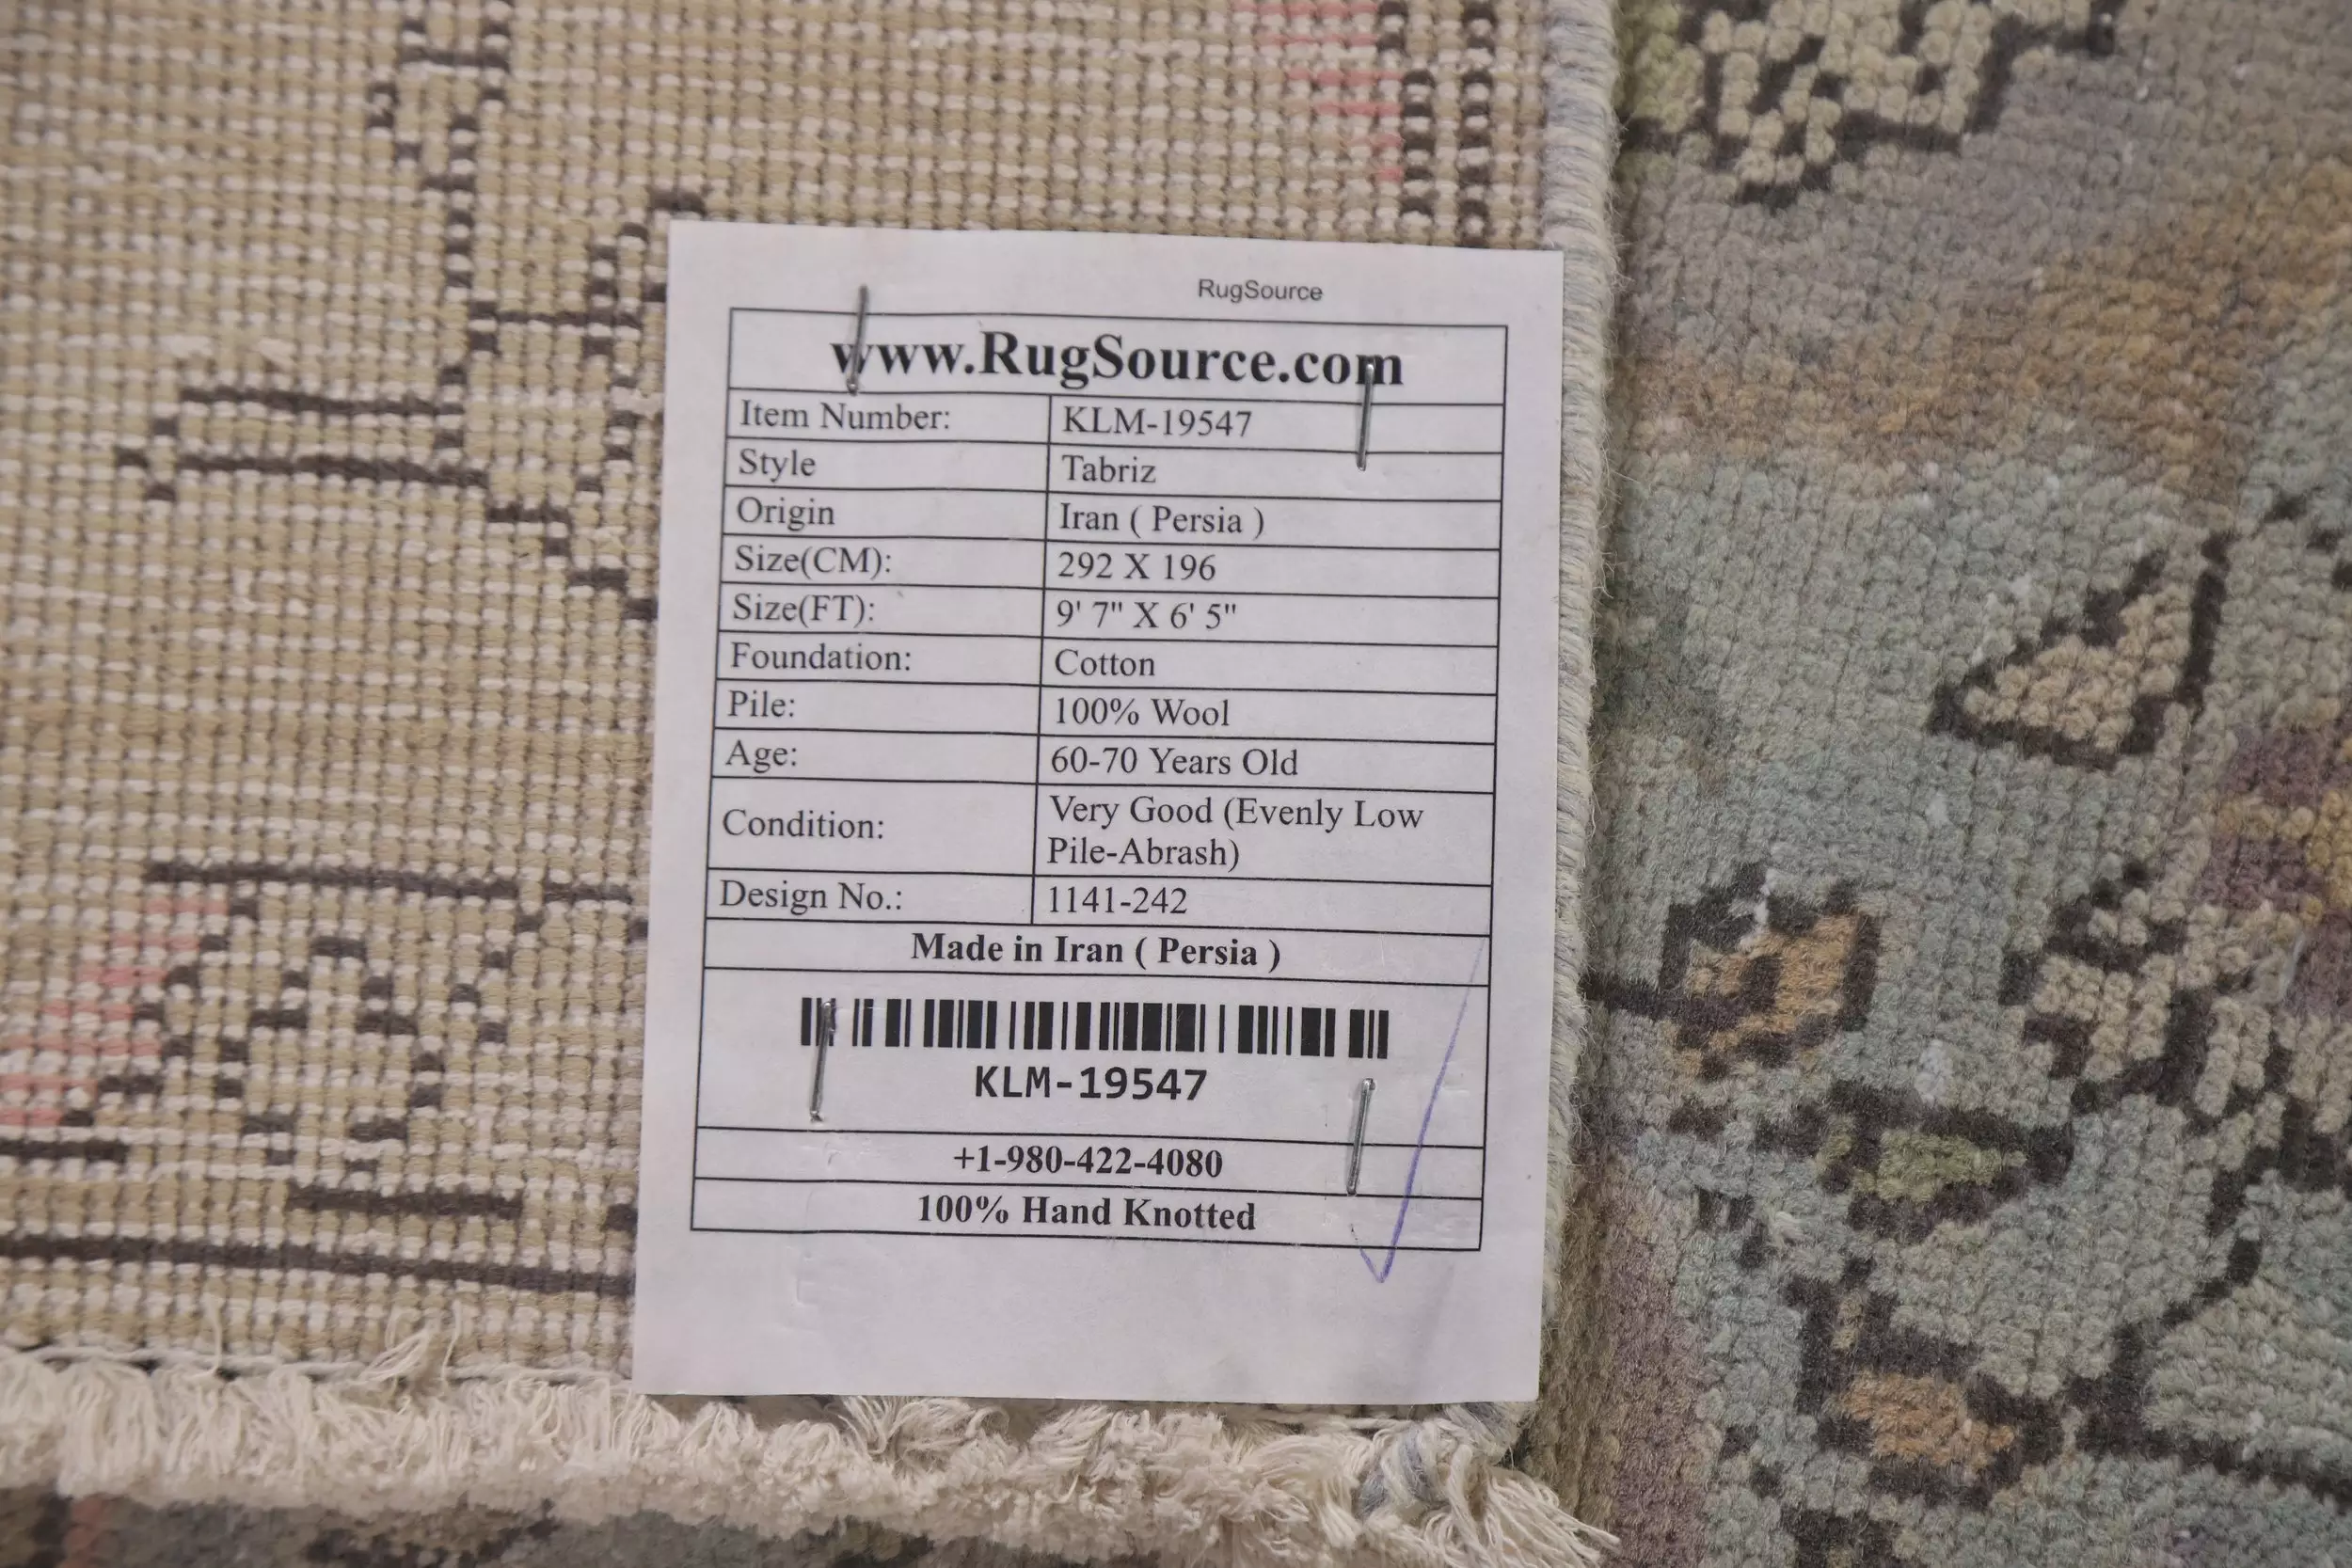 RugSource
www.RugSource.com
Item Number: KLM-19547
Style Tabriz
Origin Iran ( Persia )
Size(CM): 292 X 196
Size(FT): 9' 7" X 6' 5"
Foundation: Cotton
Pile: 100% Wool
Age: 60-70 Years Old
Condition: Very Good (Evenly Low
Pile-Abrash)
Design No.: 1141-242
Made in Iran ( Persia )
KLM-19547
+1-980-422-4080
100% Hand Knotted